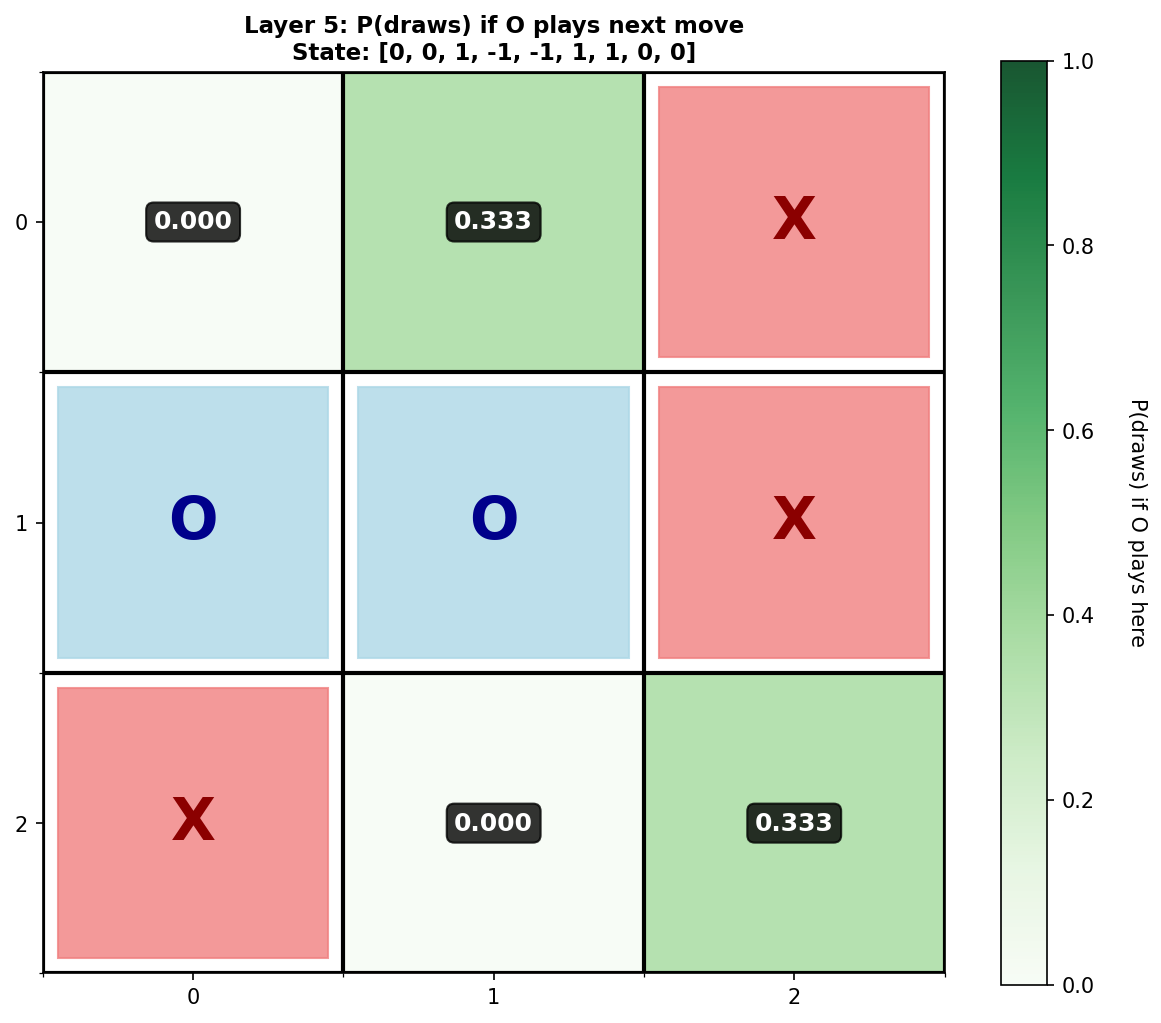 Layer 5: P(draws) if O plays next move
State: [0, 0, 1, -1, -1, 1, 1, 0, 0]
0 0.000 0.333 X
1 O O X
2 X 0.000 0.333
0 1 2
1.0
0.8
0.6
0.4
0.2
0.0
P(draws) if O plays here